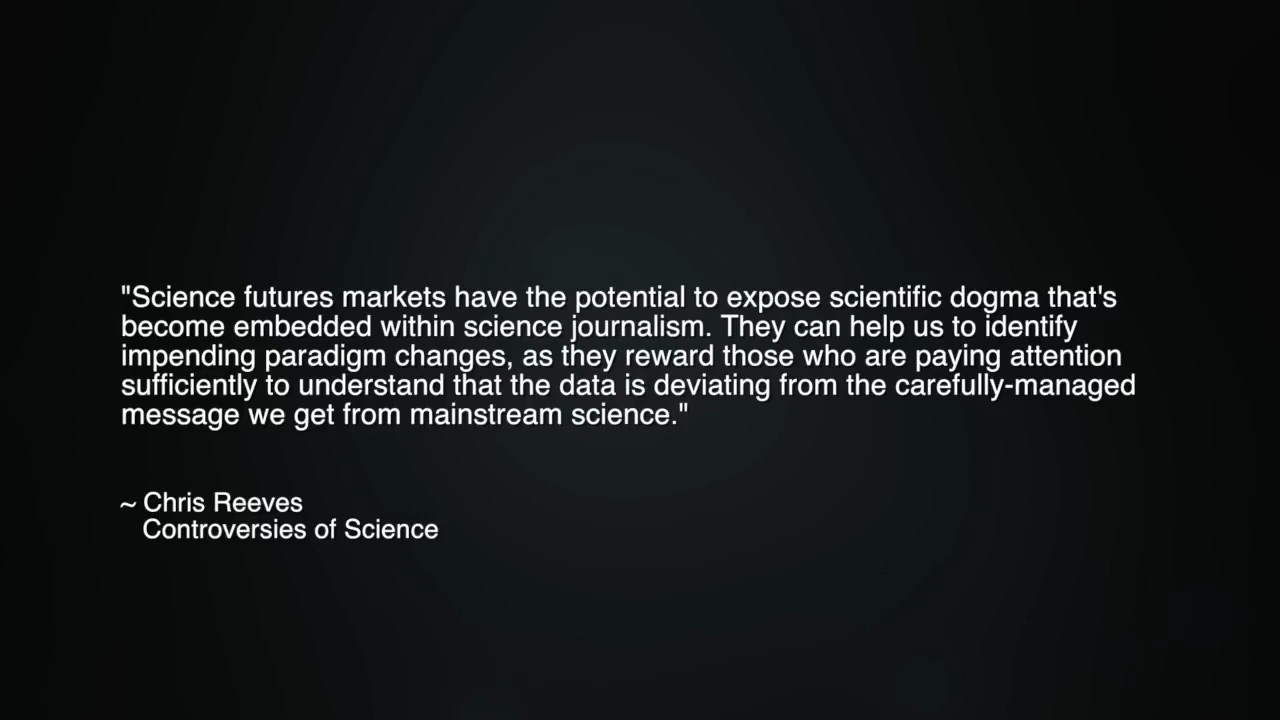 "Science futures markets have the potential to expose scientific dogma that's
become embedded within science journalism. They can help us to identify
impending paradigm changes, as they reward those who are paying attention
sufficiently to understand that the data is deviating from the carefully-managed
message we get from mainstream science."
~ Chris Reeves
Controversies of Science